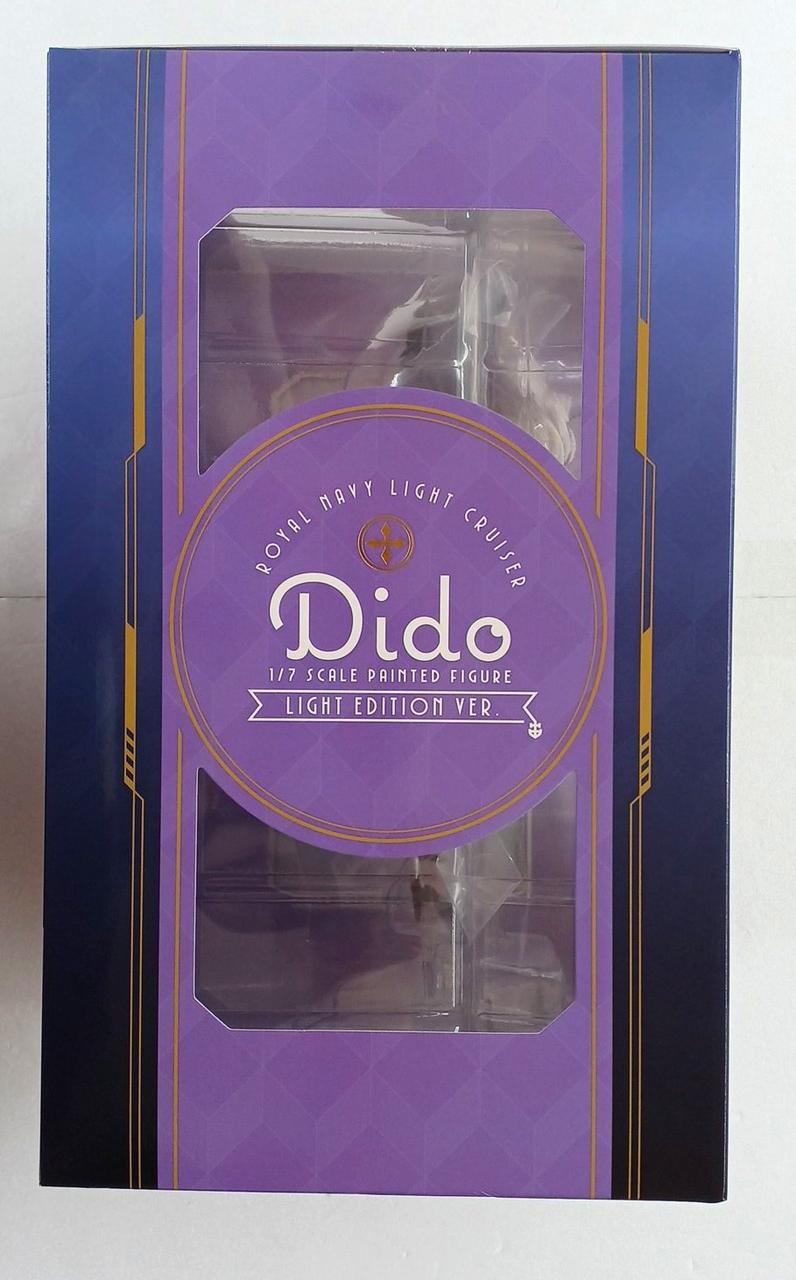 ROYAL NAVY LIGHT CRUISER
Dido
1/7 SCALE PAINTED FIGURE
LIGHT EDITION VER.